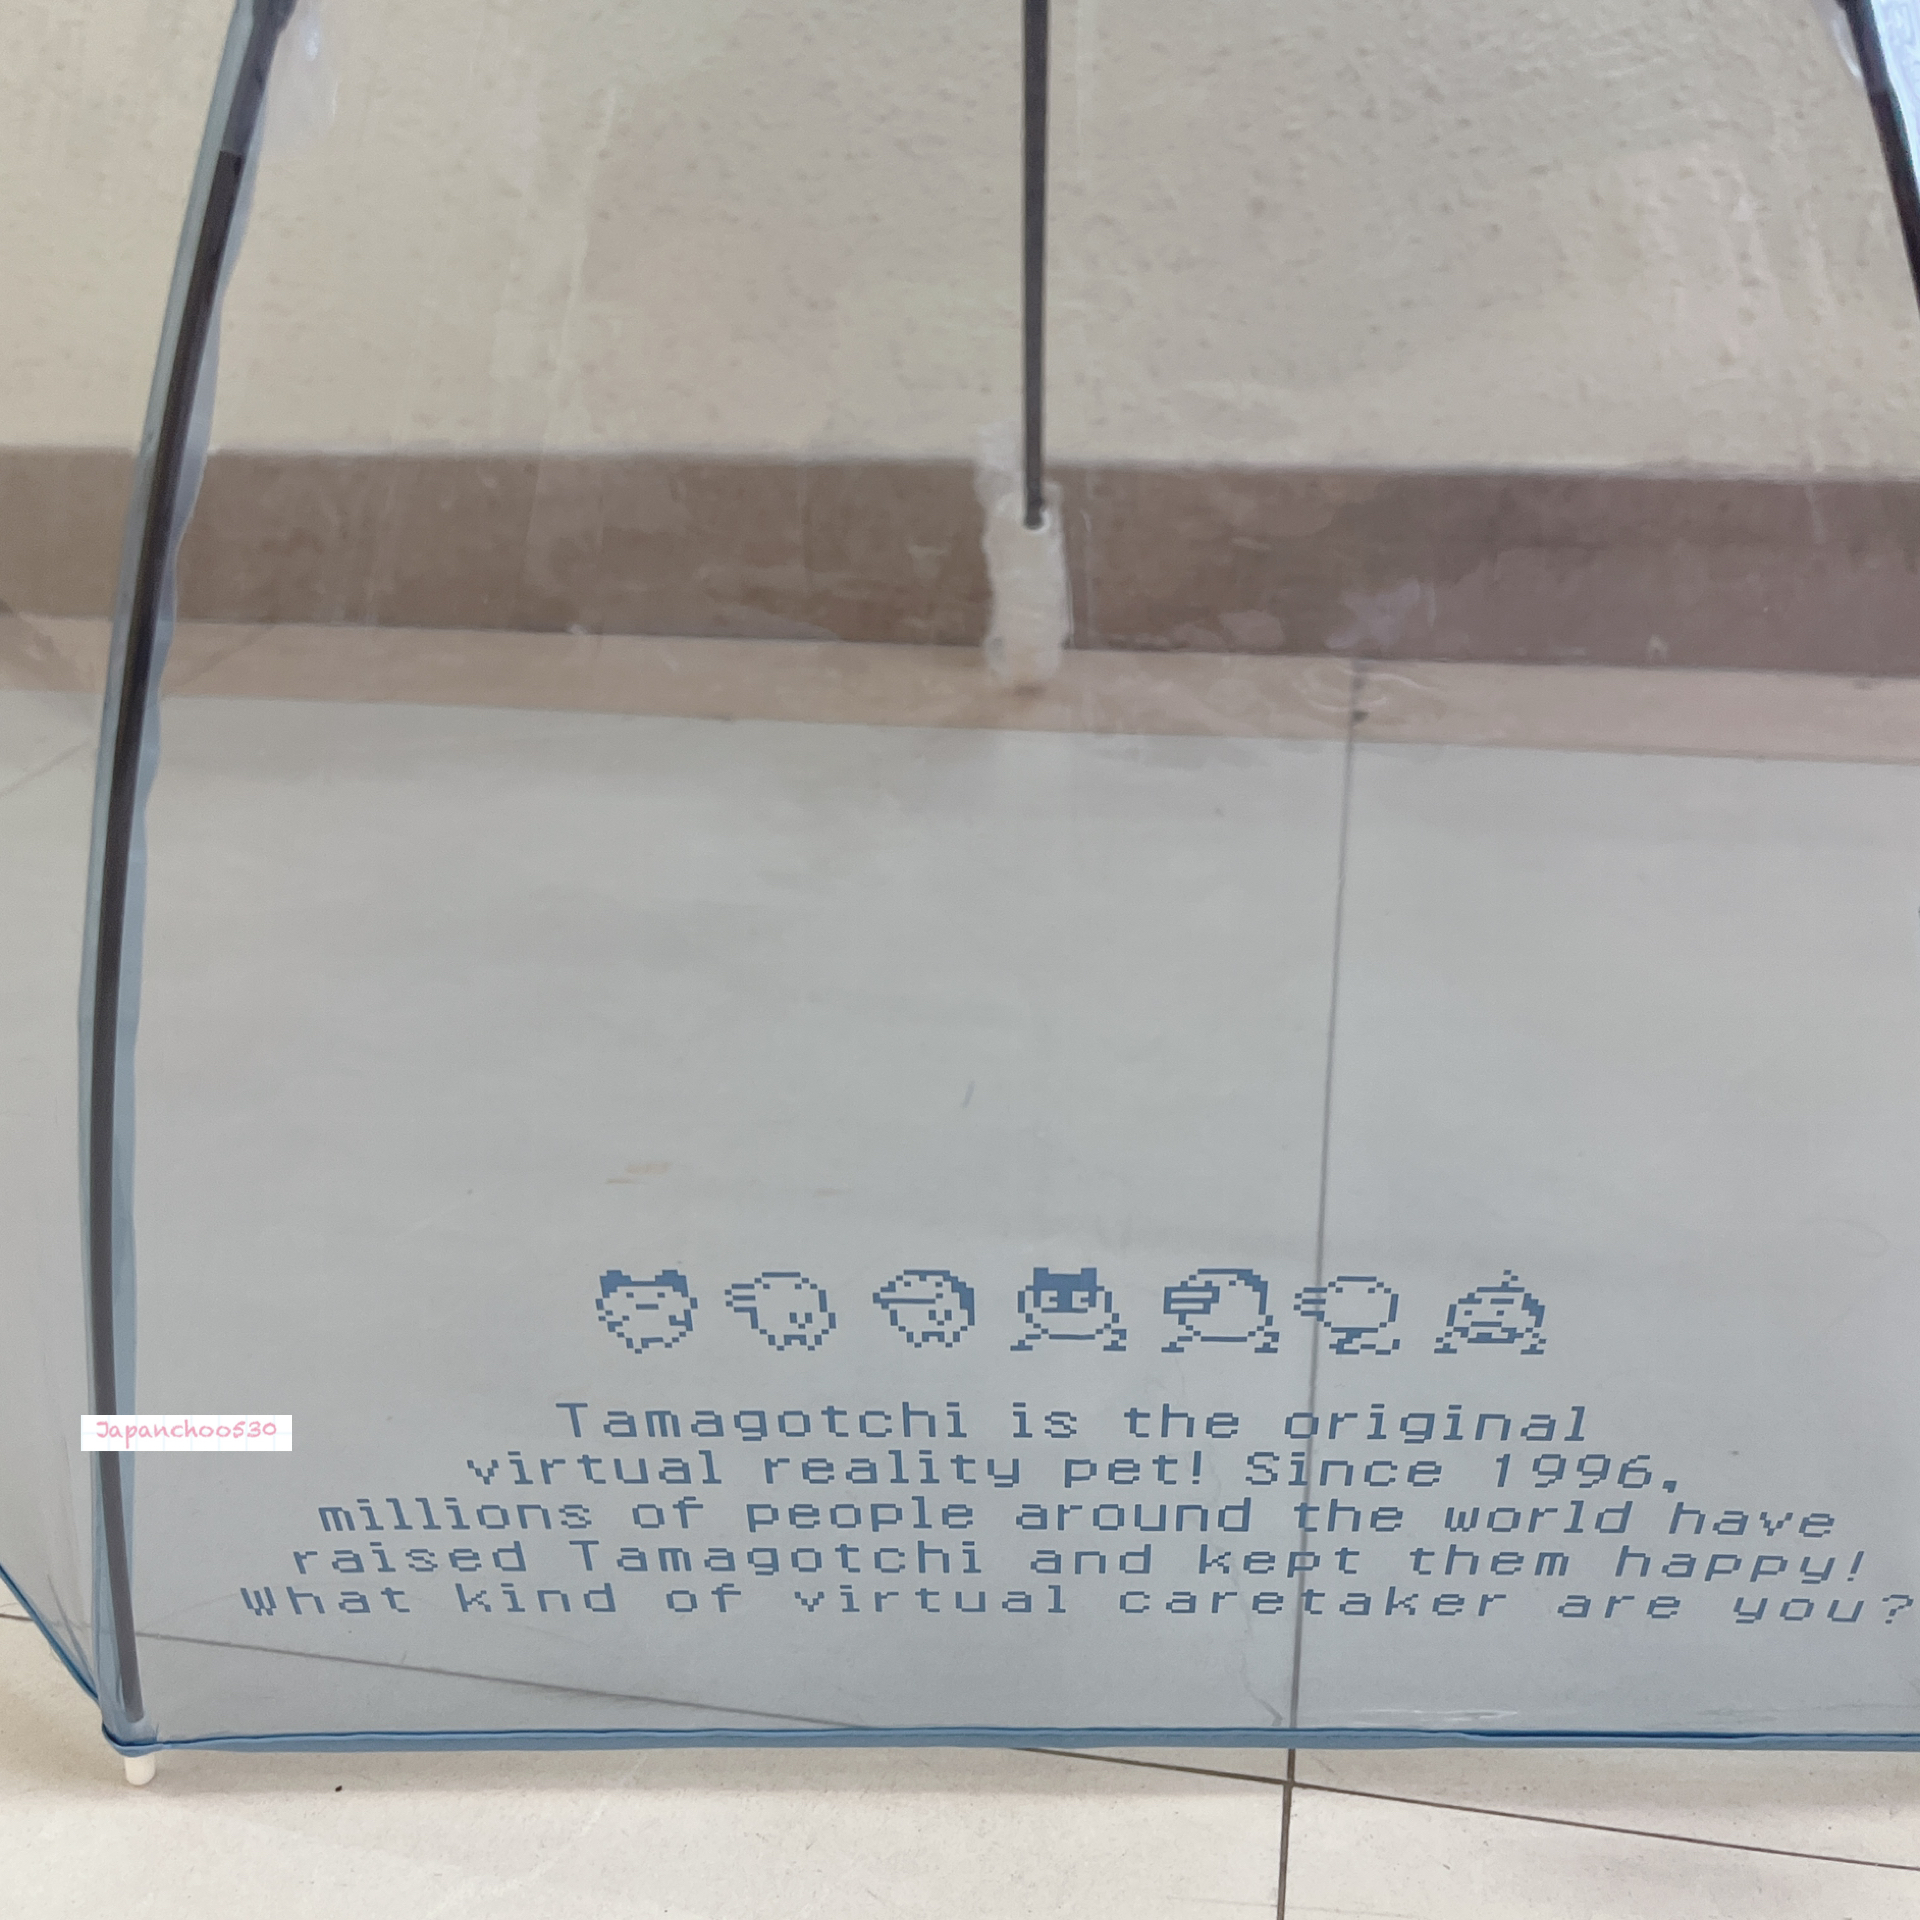 Tamagotchi is the original
virtual reality pet! Since 1996,
millions of people around the world have
raised Tamagotchi and kept them happy!
What kind of virtual caretaker are you?
Japanchoo530